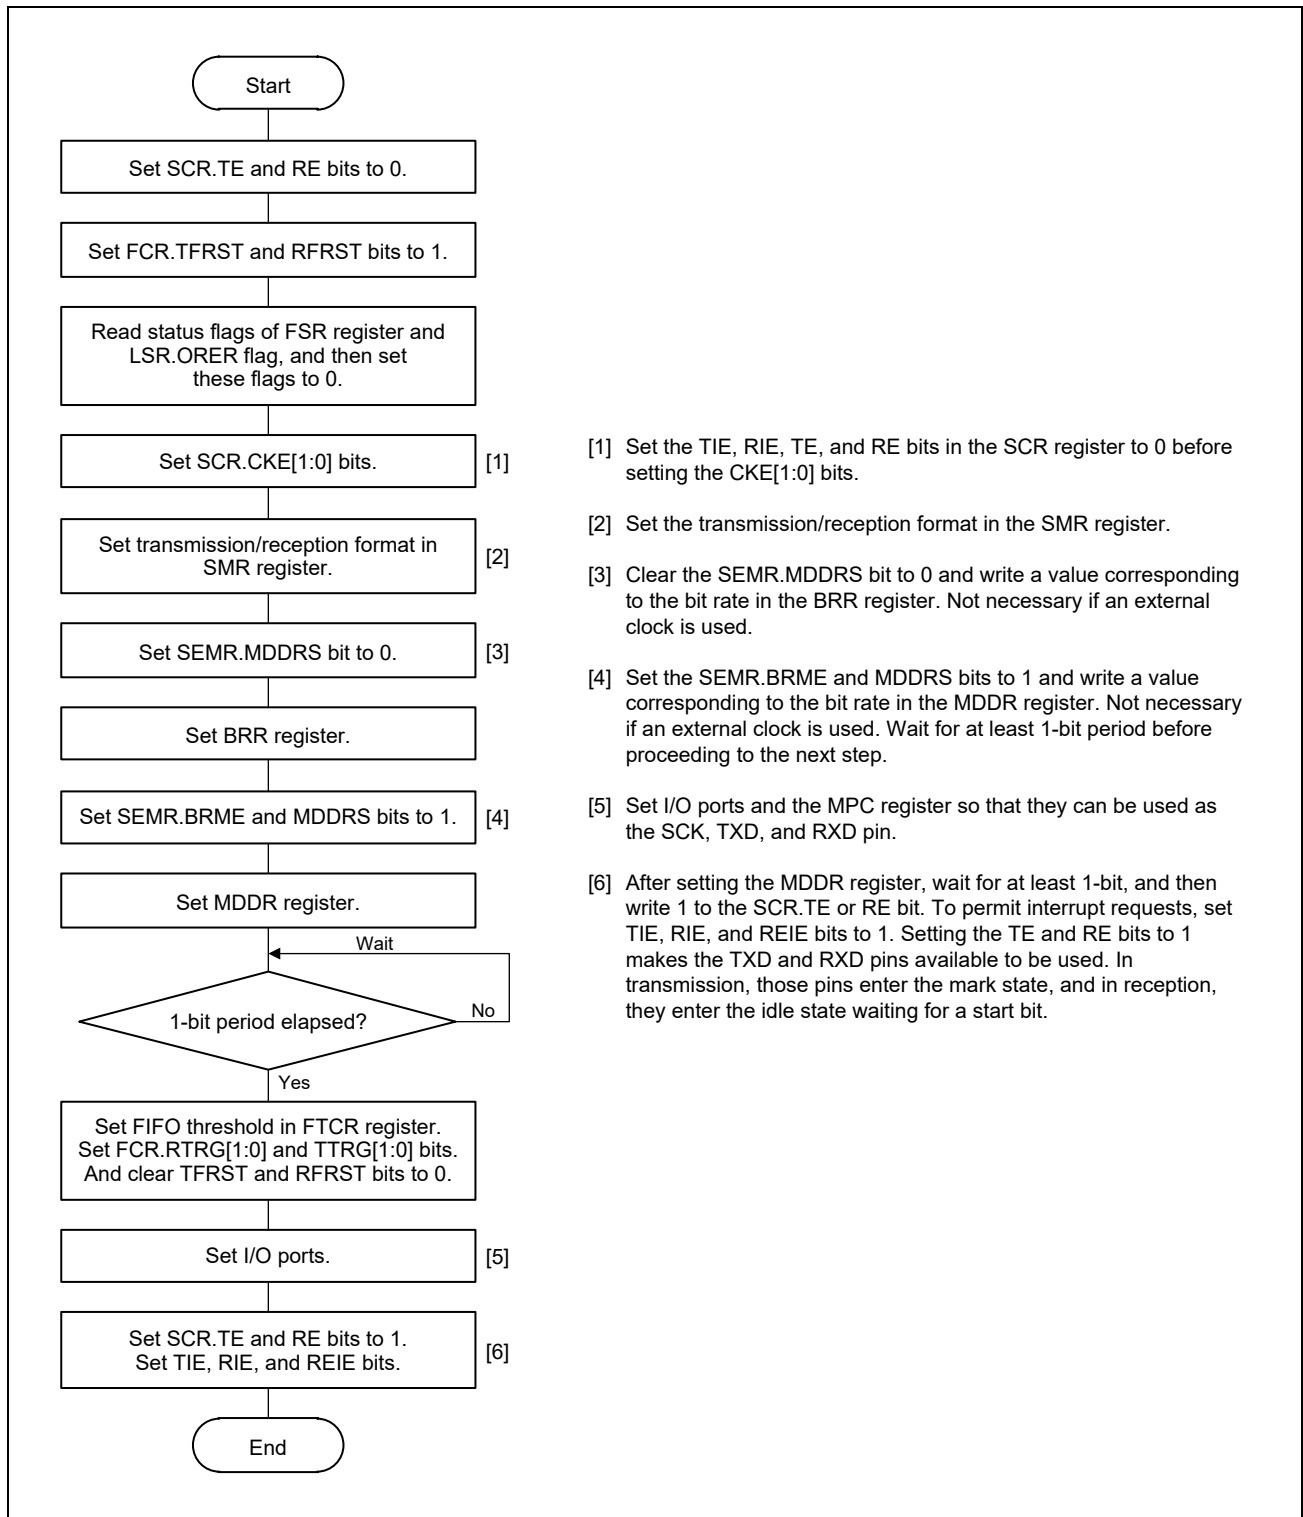 Start
Set SCR.TE and RE bits to 0.
Set FCR.TFRST and RFRST bits to 1.
Read status flags of FSR register and
LSR.ORER flag, and then set
these flags to 0.
Set SCR.CKE[1:0] bits.
[1]
Set transmission/reception format in
SMR register.
[2]
Set SEMR.MDDRS bit to 0.
[3]
Set BRR register.
Set SEMR.BRME and MDDRS bits to 1.
[4]
Set MDDR register.
Wait
1-bit period elapsed?
No
Yes
Set FIFO threshold in FTCR register.
Set FCR.RTRG[1:0] and TTRG[1:0] bits.
And clear TFRST and RFRST bits to 0.
Set I/O ports.
[5]
Set SCR.TE and RE bits to 1.
Set TIE, RIE, and REIE bits.
[6]
End
[1] Set the TIE, RIE, TE, and RE bits in the SCR register to 0 before
setting the CKE[1:0] bits.
[2] Set the transmission/reception format in the SMR register.
[3] Clear the SEMR.MDDRS bit to 0 and write a value corresponding
to the bit rate in the BRR register. Not necessary if an external
clock is used.
[4] Set the SEMR.BRME and MDDRS bits to 1 and write a value
corresponding to the bit rate in the MDDR register. Not necessary
if an external clock is used. Wait for at least 1-bit period before
proceeding to the next step.
[5] Set I/O ports and the MPC register so that they can be used as
the SCK, TXD, and RXD pin.
[6] After setting the MDDR register, wait for at least 1-bit, and then
write 1 to the SCR.TE or RE bit. To permit interrupt requests, set
TIE, RIE, and REIE bits to 1. Setting the TE and RE bits to 1
makes the TXD and RXD pins available to be used. In
transmission, those pins enter the mark state, and in reception,
they enter the idle state waiting for a start bit.